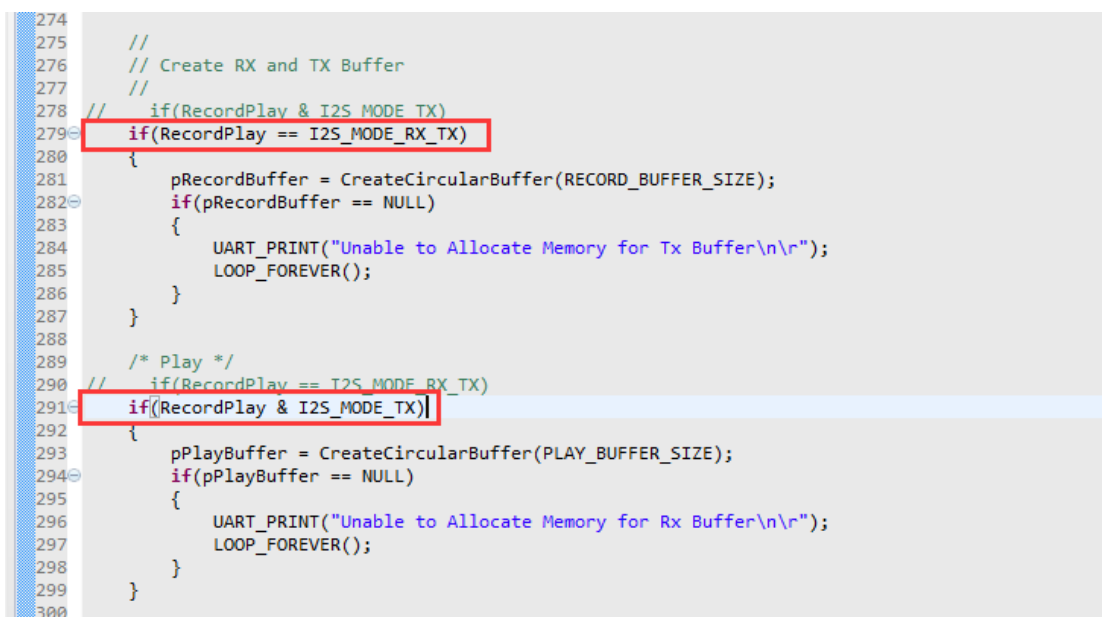 274
275 //
276 // Create RX and TX Buffer
277 //
278 // if(RecordPlay & I2S_MODE_TX)
279 if(RecordPlay == I2S_MODE_RX_TX)
280 {
281 pRecordBuffer = CreateCircularBuffer(RECORD_BUFFER_SIZE);
282 if(pRecordBuffer == NULL)
283 {
284 UART_PRINT("Unable to Allocate Memory for Tx Buffer\n\r");
285 LOOP_FOREVER();
286 }
287 }
288
289 /* Play */
290 // if(RecordPlay == I2S_MODE_RX_TX)
291 if(RecordPlay & I2S_MODE_TX)
292 {
293 pPlayBuffer = CreateCircularBuffer(PLAY_BUFFER_SIZE);
294 if(pPlayBuffer == NULL)
295 {
296 UART_PRINT("Unable to Allocate Memory for Rx Buffer\n\r");
297 LOOP_FOREVER();
298 }
299 }
300